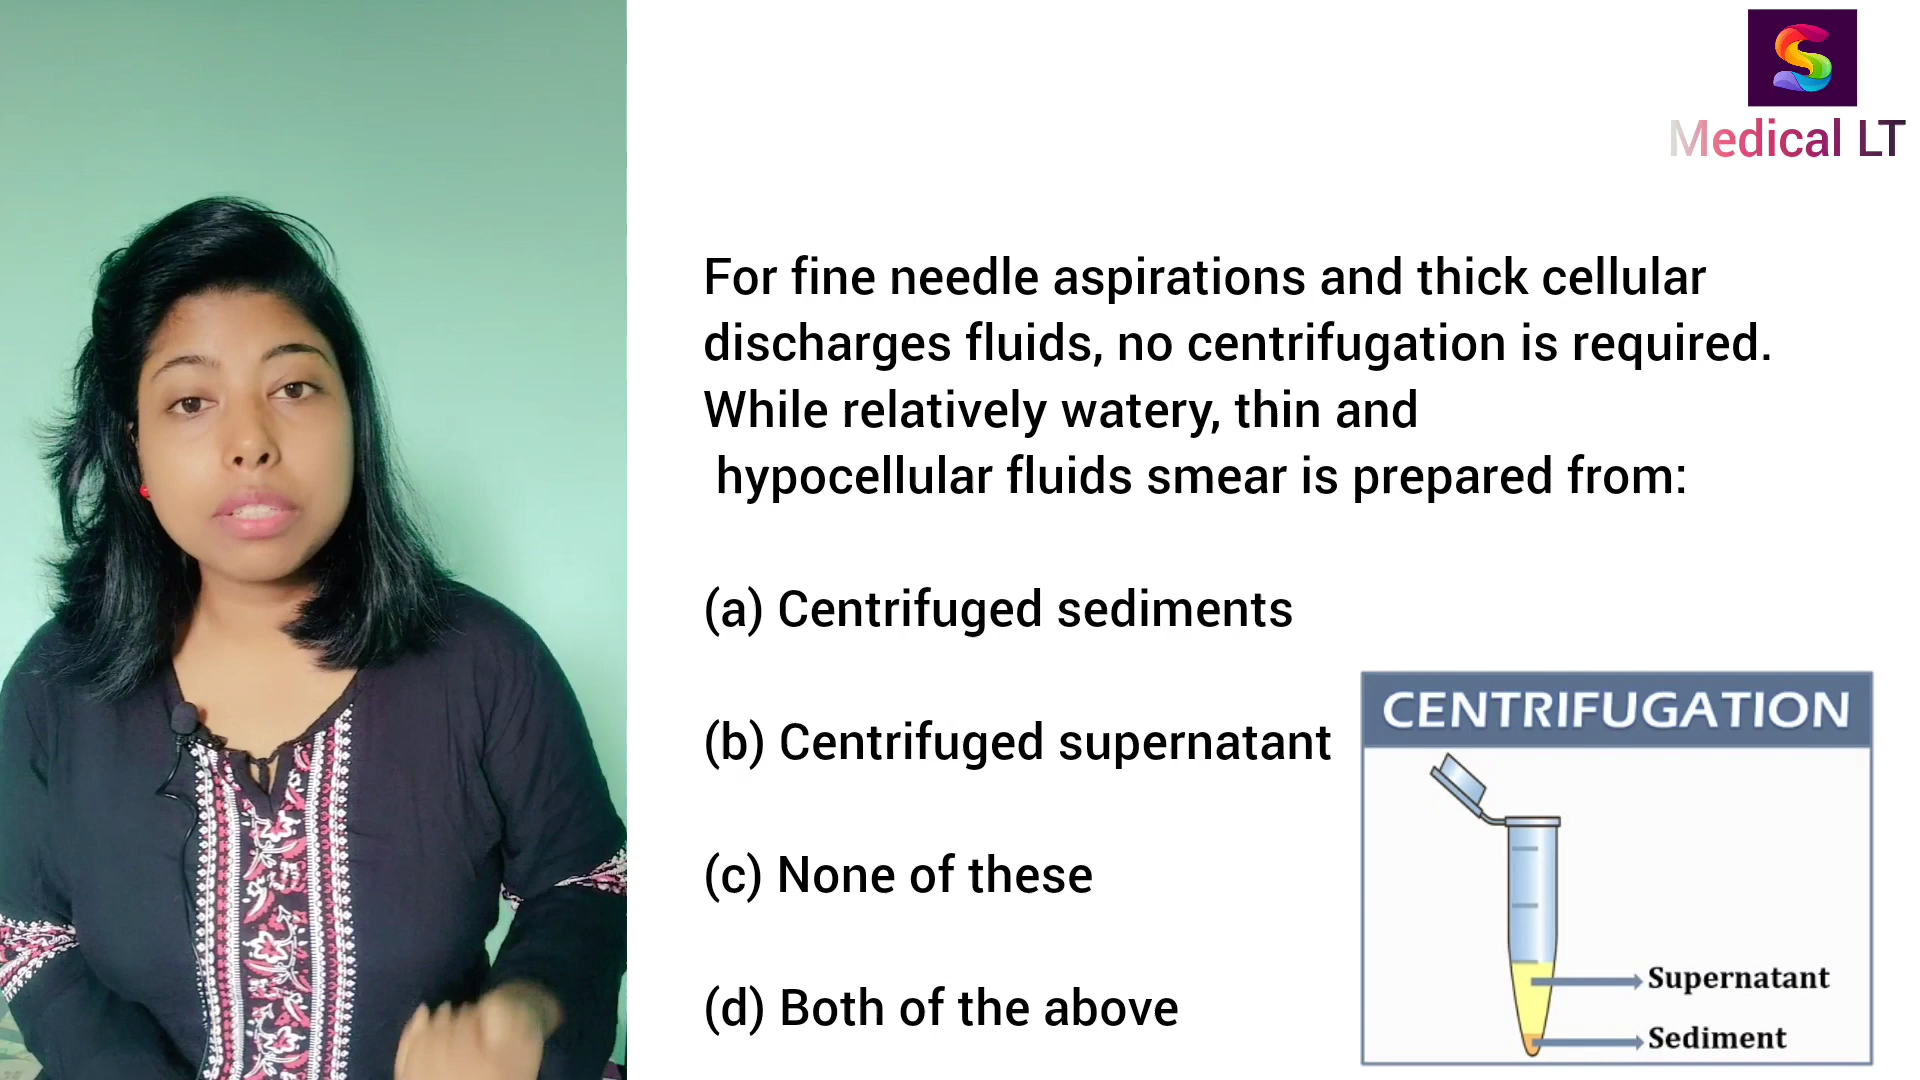 Medical LT
For fine needle aspirations and thick cellular
discharges fluids, no centrifugation is required.
While relatively watery, thin and
hypocellular fluids smear is prepared from:
(a) Centrifuged sediments
(b) Centrifuged supernatant
(c) None of these
(d) Both of the above
CENTRIFUGATION
Supernatant
Sediment